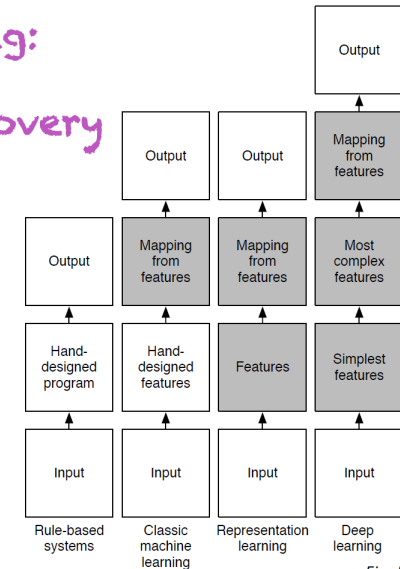 g:
overy
Output
Output
Output
Mapping
from
features
Output
Mapping
from
features
Mapping
from
features
Most
complex
features
Hand-
designed
program
Hand-
designed
features
Features
Simplest
features
Input
Input
Input
Input
Rule-based
systems
Classic
machine
learning
Representation
learning
Deep
learning